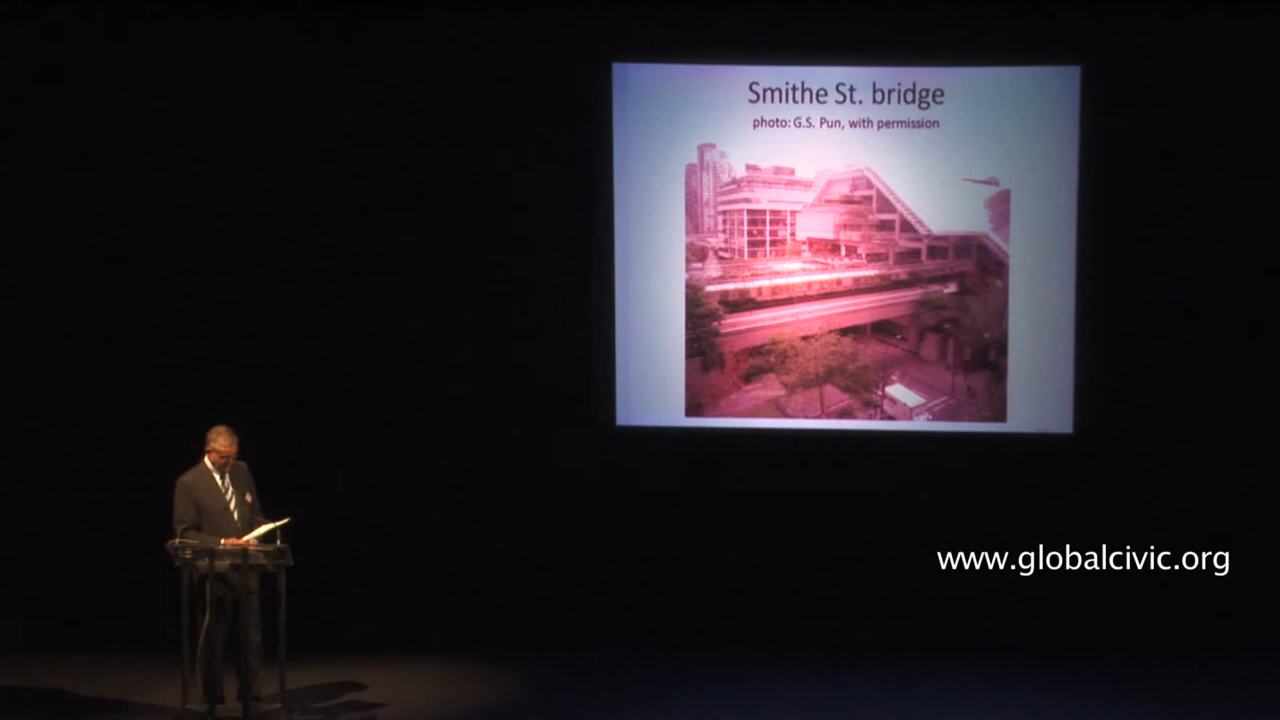 Smithe St. bridge
photo: G.S. Pun, with permission
www.globalcivic.org